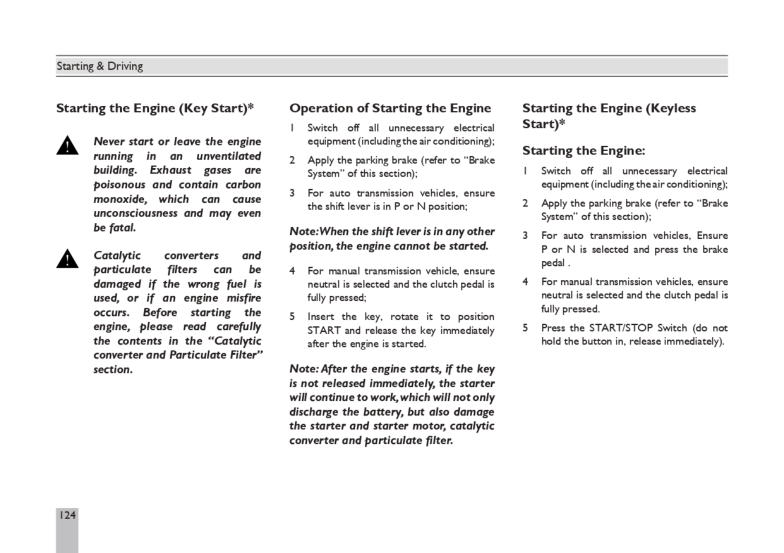 Starting & Driving
Starting the Engine (Key Start)*
Never start or leave the engine
running in an unventilated
building. Exhaust gases are
poisonous and contain carbon
monoxide, which can cause
unconsciousness and may even
be fatal.
Catalytic converters and
particulate filters can be
damaged if the wrong fuel is
used, or if an engine misfire
occurs. Before starting the
engine, please read carefully
the contents in the “Catalytic
converter and Particulate Filter”
section.
Operation of Starting the Engine
1 Switch off all unnecessary electrical
equipment (including the air conditioning);
2 Apply the parking brake (refer to “Brake
System” of this section);
3 For auto transmission vehicles, ensure
the shift lever is in P or N position;
Note: When the shift lever is in any other
position, the engine cannot be started.
4 For manual transmission vehicle, ensure
neutral is selected and the clutch pedal is
fully pressed;
5 Insert the key, rotate it to position
START and release the key immediately
after the engine is started.
Note: After the engine starts, if the key
is not released immediately, the starter
will continue to work, which will not only
discharge the battery, but also damage
the starter and starter motor, catalytic
converter and particulate filter.
Starting the Engine (Keyless
Start)*
Starting the Engine:
1 Switch off all unnecessary electrical
equipment (including the air conditioning);
2 Apply the parking brake (refer to “Brake
System” of this section);
3 For auto transmission vehicles, Ensure
P or N is selected and press the brake
pedal .
4 For manual transmission vehicles, ensure
neutral is selected and the clutch pedal is
fully pressed.
5 Press the START/STOP Switch (do not
hold the button in, release immediately).
124